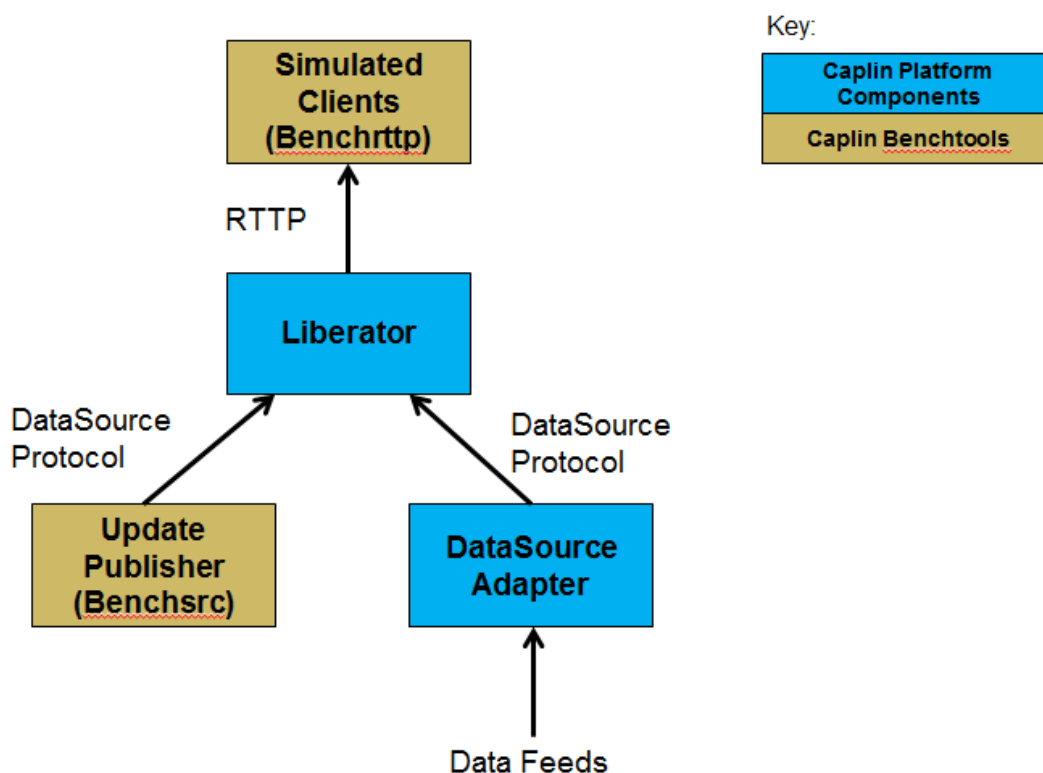 Key:
Caplin Platform
Components
Caplin Benchtools
Simulated
Clients
(Benchrttp)
RTTP
Liberator
DataSource
Protocol
DataSource
Protocol
Update
Publisher
(Benchsrc)
DataSource
Adapter
Data Feeds